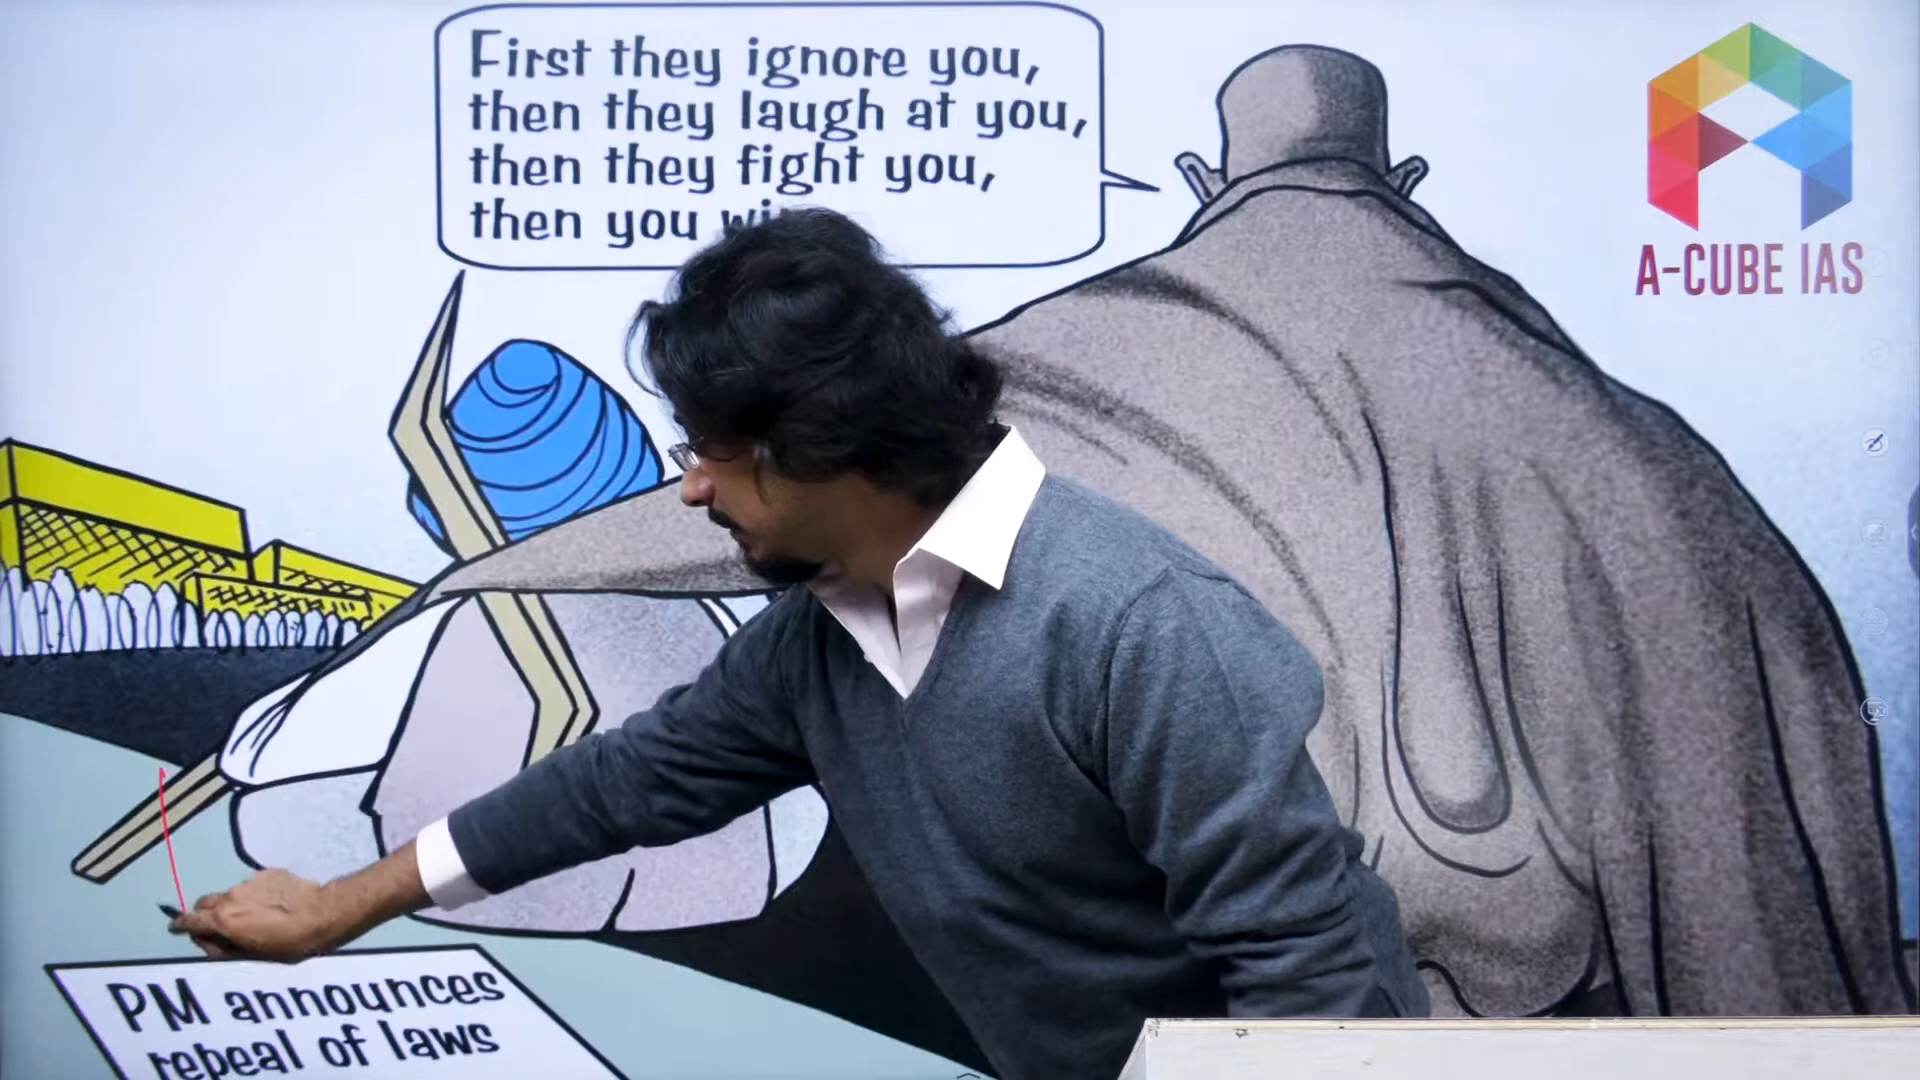 First they ignore you,
then they laugh at you,
then they fight you,
then you
A-CUBE IAS
PM announces
repeal of laws